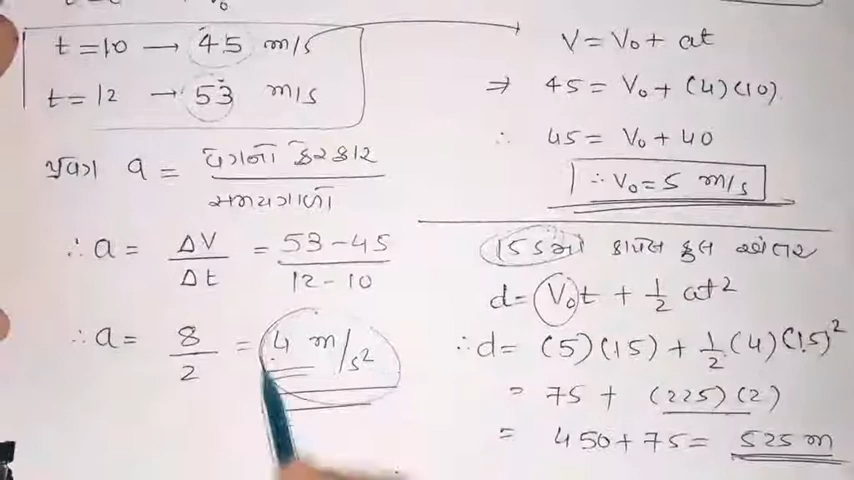 t = 10 → 45 m/s
t = 12 → 53 m/s
પ્રવેગ a = વેગનો ફેરફાર / સમયગાળો
∴ a = ΔV / Δt = 53 - 45 / 12 - 10
∴ a = 8 / 2 = 4 m/s²
V = V₀ + at
⇒ 45 = V₀ + (4)(10)
∴ 45 = V₀ + 40
∴ V₀ = 5 m/s
કાપેલ કુલ અંતર
d = V₀t + 1/2 at²
∴ d = (5)(15) + 1/2 (4)(15)²
= 75 + (225)(2)
= 450 + 75 = 525 m